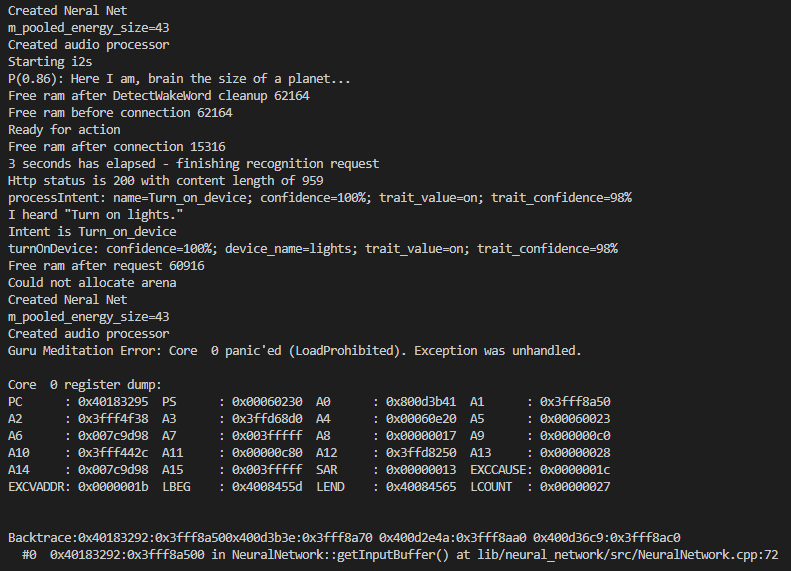 Created Neral Net
m_pooled_energy_size=43
Created audio processor
Starting i2s
P(0.86): Here I am, brain the size of a planet...
Free ram after DetectWakeWord cleanup 62164
Free ram before connection 62164
Ready for action
Free ram after connection 15316
3 seconds has elapsed - finishing recognition request
Http status is 200 with content length of 959
processIntent: name=Turn_on_device; confidence=100%; trait_value=on; trait_confidence=98%
I heard "Turn on lights."
Intent is Turn_on_device
turnOnDevice: confidence=100%; device_name=lights; trait_value=on; trait_confidence=98%
Free ram after request 60916
Could not allocate arena
Created Neral Net
m_pooled_energy_size=43
Created audio processor
Guru Meditation Error: Core  0 panic'ed (LoadProhibited). Exception was unhandled.
Core  0 register dump:
PC      : 0x40183295  PS      : 0x00060230  A0      : 0x800d3b41  A1      : 0x3fff8a50
A2      : 0x3fff4f38  A3      : 0x3ffd68d0  A4      : 0x00060e20  A5      : 0x00060023
A6      : 0x007c9d98  A7      : 0x003fffff  A8      : 0x00000017  A9      : 0x000000c0
A10     : 0x3fff442c  A11     : 0x00000c80  A12     : 0x3ffd8250  A13     : 0x00000028
A14     : 0x007c9d98  A15     : 0x003fffff  SAR     : 0x00000013  EXCCAUSE: 0x0000001c
EXCVADDR: 0x0000001b  LBEG    : 0x4008455d  LEND    : 0x40084565  LCOUNT  : 0x00000027
Backtrace:0x40183292:0x3fff8a500x400d3b3e:0x3fff8a70 0x400d2e4a:0x3fff8aa0 0x400d36c9:0x3fff8ac0
#0  0x40183292:0x3fff8a500 in NeuralNetwork::getInputBuffer() at lib/neural_network/src/NeuralNetwork.cpp:72